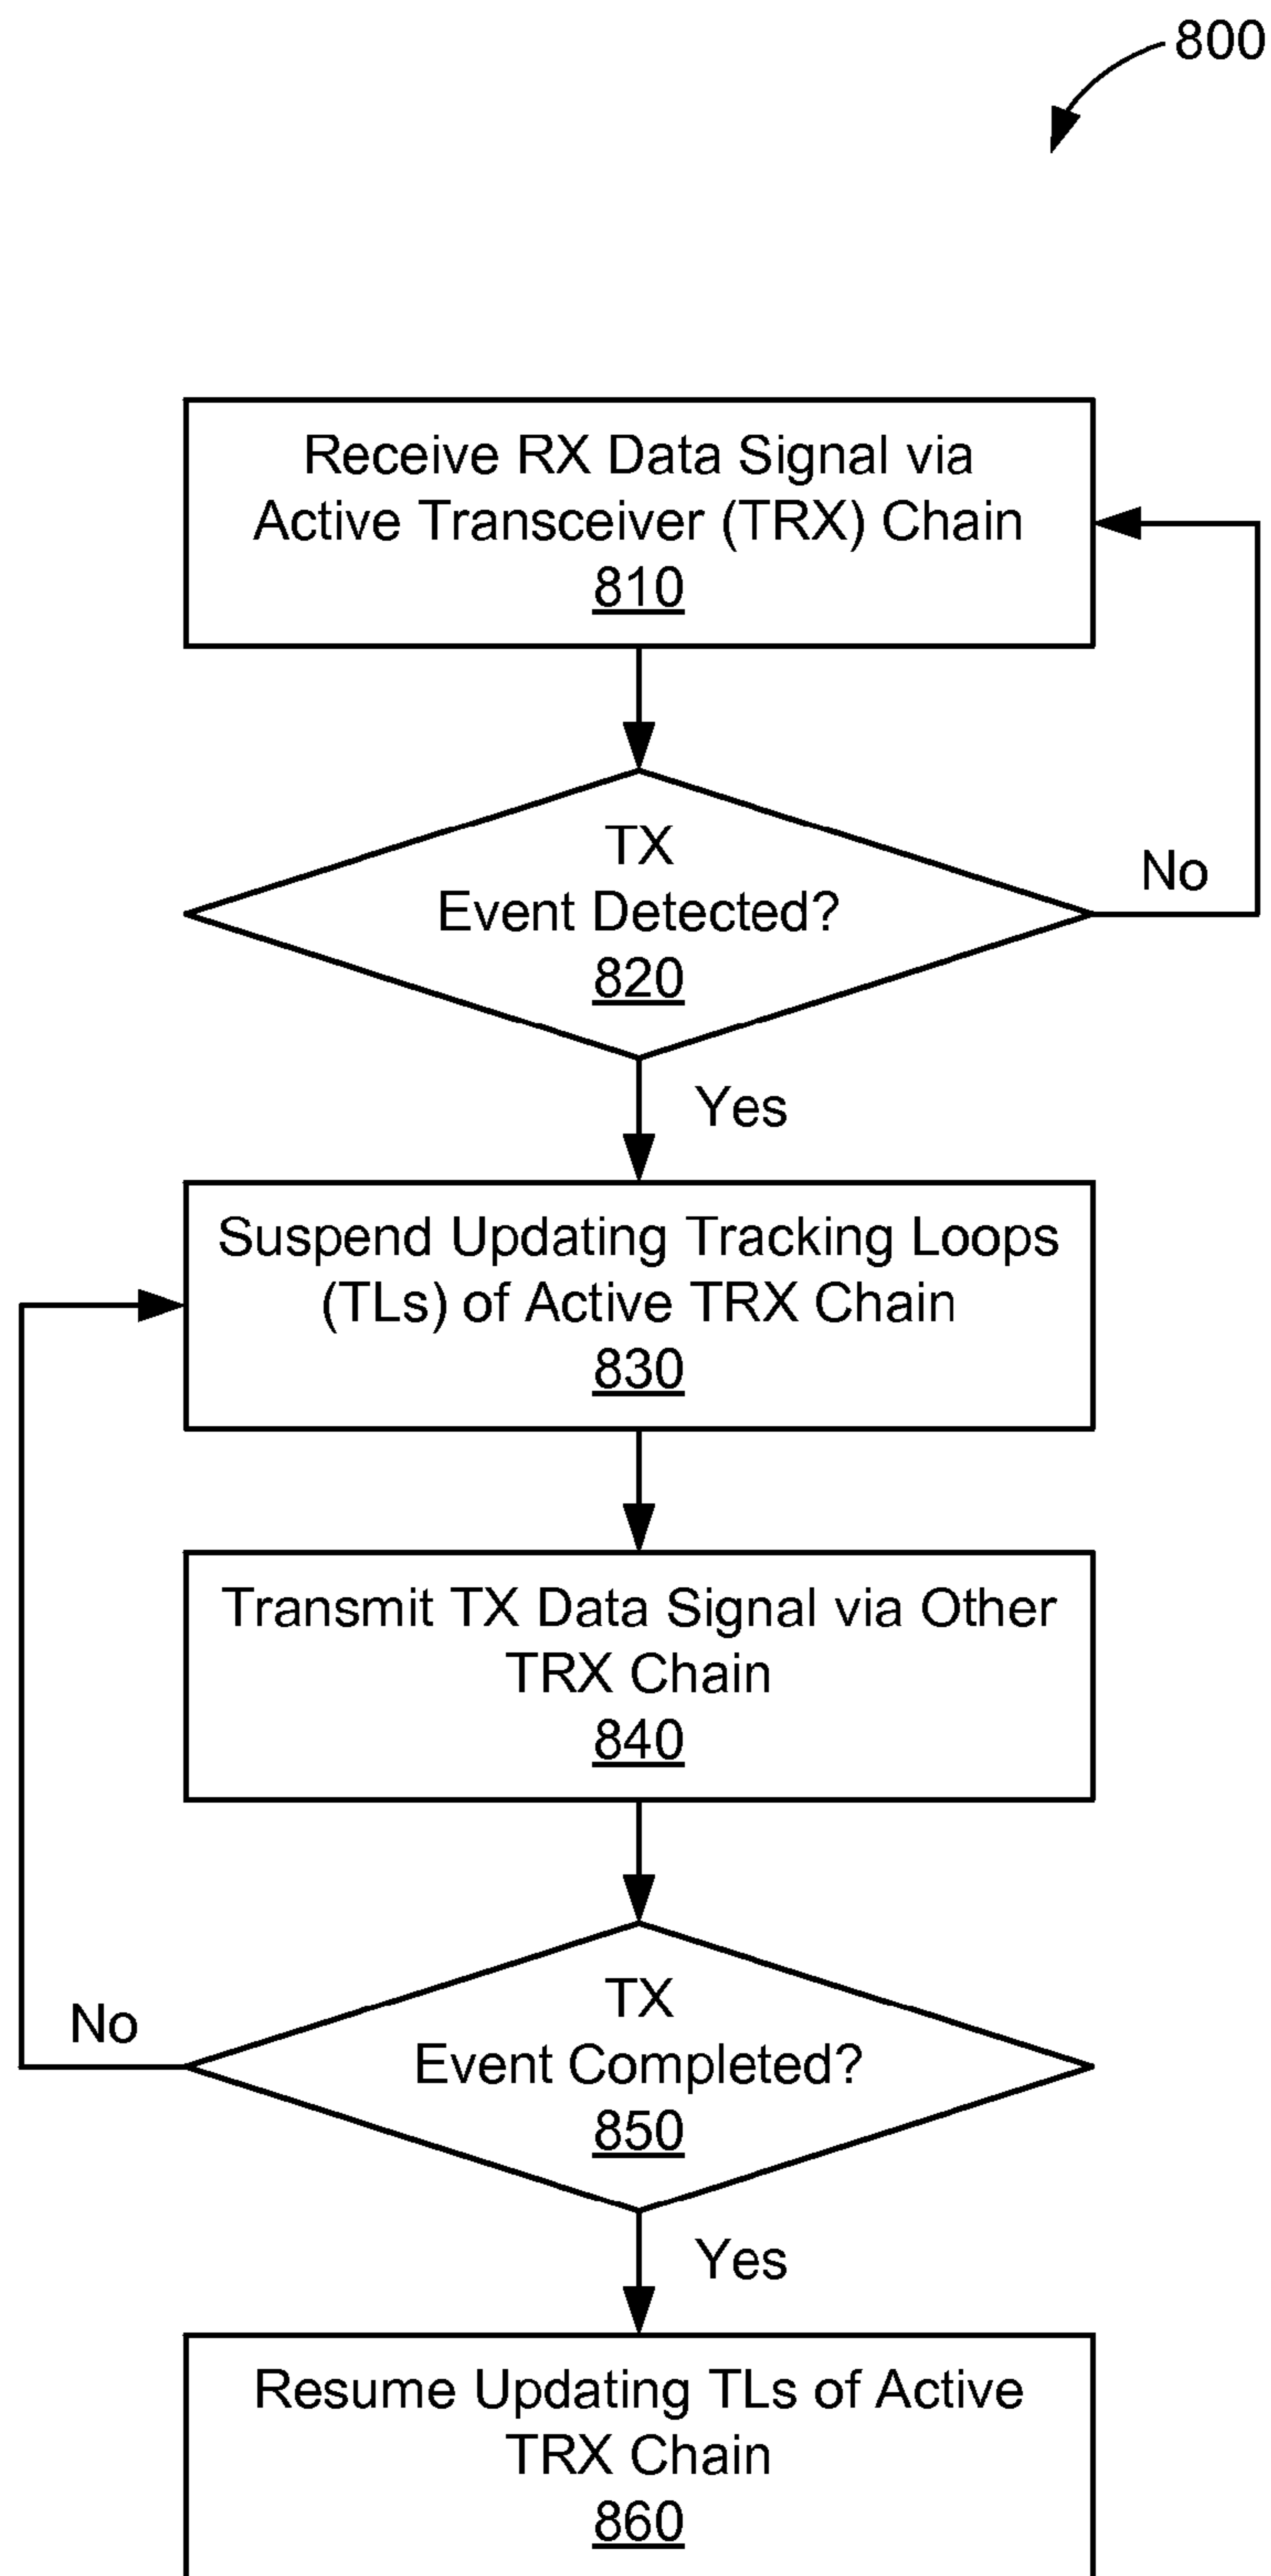 800
Receive RX Data Signal via
Active Transceiver (TRX) Chain
810
TX
Event Detected?
820
No
Yes
Suspend Updating Tracking Loops
(TLs) of Active TRX Chain
830
Transmit TX Data Signal via Other
TRX Chain
840
TX
Event Completed?
850
No
Yes
Resume Updating TLs of Active
TRX Chain
860